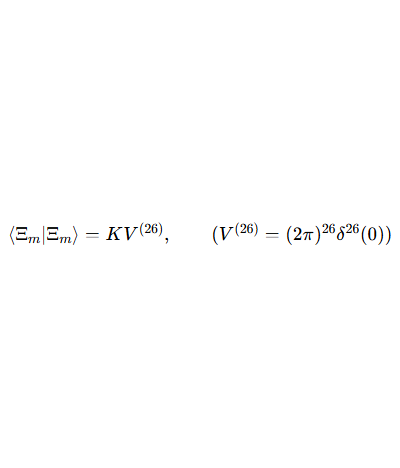 ⟨Ξ_m|Ξ_m⟩ = KV^{(26)}, (V^{(26)} = (2π)^{26}δ^{26}(0))